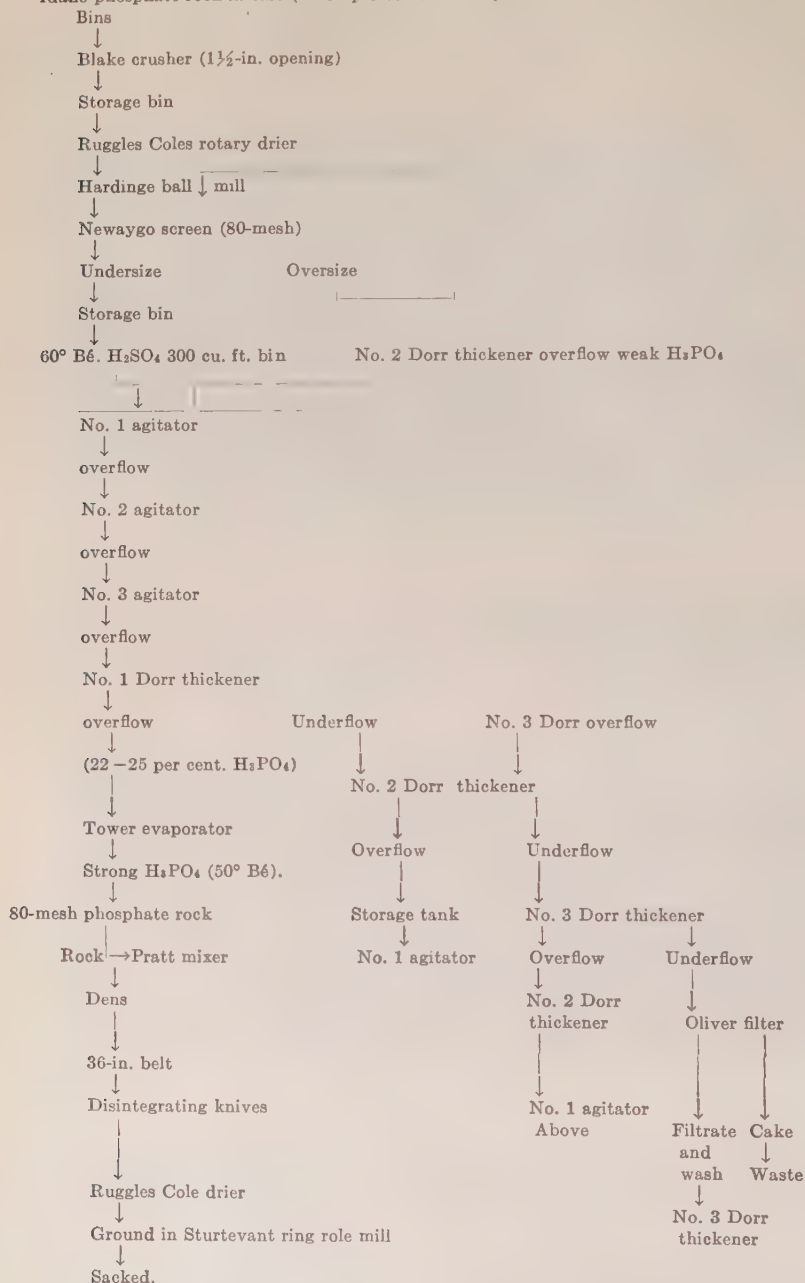 Bins
Blake crusher (1½-in. opening)
Storage bin
Ruggles Coles rotary drier
Hardinge ball mill
Newaygo screen (80-mesh)
Undersize Oversize
Storage bin
60° Bé. H₂SO₄ 300 cu. ft. bin No. 2 Dorr thickener overflow weak H₃PO₄
No. 1 agitator
overflow
No. 2 agitator
overflow
No. 3 agitator
overflow
No. 1 Dorr thickener
overflow Underflow No. 3 Dorr overflow
(22–25 per cent. H₃PO₄)
No. 2 Dorr thickener
Tower evaporator
Overflow Underflow
Strong H₃PO₄ (50° Bé).
80-mesh phosphate rock Storage tank No. 3 Dorr thickener
Rock → Pratt mixer No. 1 agitator Overflow Underflow
Dens No. 2 Dorr
thickener Oliver filter
36-in. belt
Disintegrating knives No. 1 agitator
Above Filtrate Cake
and
wash Waste
Ruggles Cole drier
No. 3 Dorr
Ground in Sturtevant ring role mill thickener
Sacked.